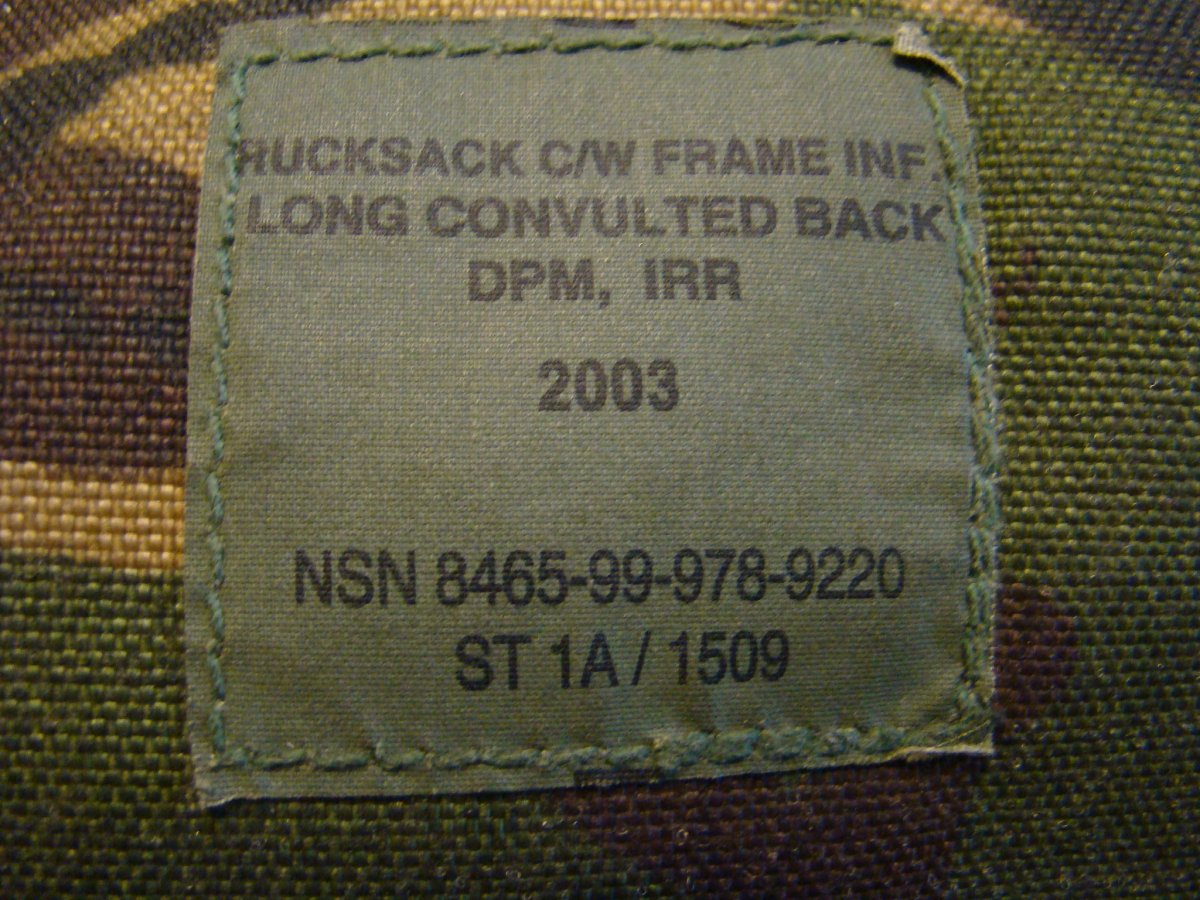 RUCKSACK C/W FRAME INF.
LONG CONVULTED BACK
DPM, IRR
2003
NSN 8465-99-978-9220
ST 1A / 1509